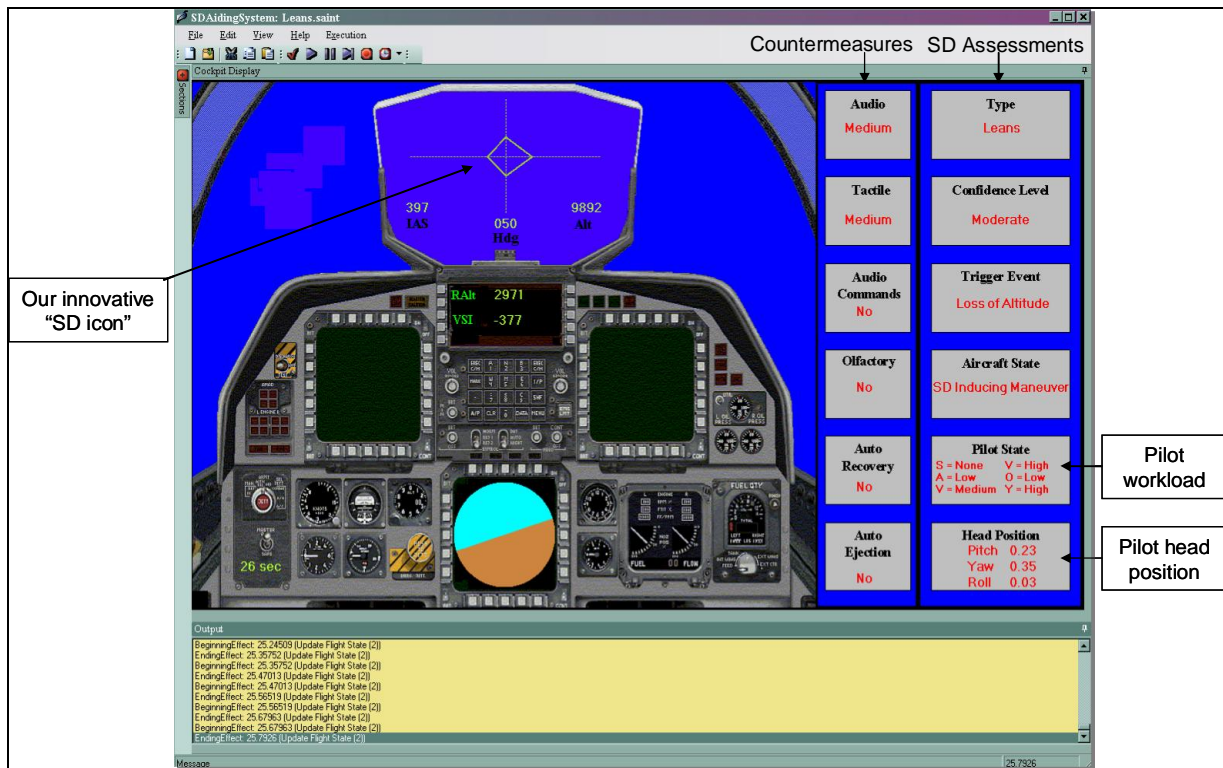 SDAidingSystem: Leans.saint
File Edit View Help Execution
Countermeasures SD Assessments
Cockpit Display
Sections
Audio
Medium
Type
Leans
Tactile
Medium
Confidence Level
Moderate
Audio
Commands
No
Trigger Event
Loss of Altitude
Olfactory
No
Aircraft State
SD Inducing Maneuver
Auto
Recovery
No
Pilot State
S = None V = High
A = Low O = Low
V = Medium Y = High
Auto
Ejection
No
Head Position
Pitch 0.23
Yaw 0.35
Roll 0.03
397
IAS
050
Hdg
9892
Alt
Our innovative
“SD icon”
RAlt 2971
VSI -377
A/P CLR DATA MENU
FUEL QTY
FUEL FLOW
26 sec
Pilot
workload
Pilot head
position
Output
BeginningEffect: 25.24509 (Update Flight State (2))
EndingEffect: 25.35752 (Update Flight State (2))
BeginningEffect: 25.35752 (Update Flight State (2))
EndingEffect: 25.47013 (Update Flight State (2))
BeginningEffect: 25.47013 (Update Flight State (2))
EndingEffect: 25.56519 (Update Flight State (2))
BeginningEffect: 25.56519 (Update Flight State (2))
EndingEffect: 25.67963 (Update Flight State (2))
BeginningEffect: 25.67963 (Update Flight State (2))
EndingEffect: 25.7926 (Update Flight State (2))
Message 25.7926